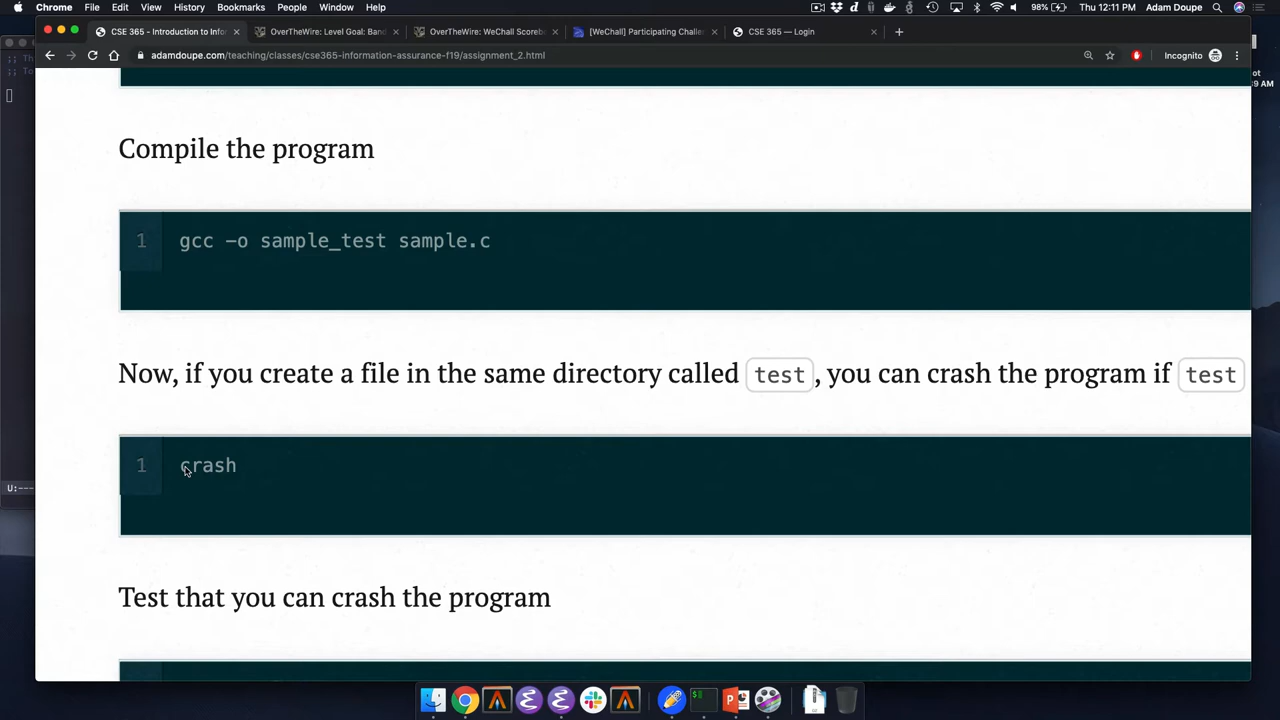 Chrome File Edit View History Bookmarks People Window Help 98% Thu 12:11 PM Adam Doupe
CSE 365 - Introduction to Info
OverTheWire: Level Goal: Band
OverTheWire: WeChall Scoreb
[WeChall] Participating Challe
CSE 365 — Login
adamdoupe.com/teaching/classes/cse365-information-assurance-f19/assignment_2.html
Incognito
Compile the program
1 gcc -o sample_test sample.c
Now, if you create a file in the same directory called test, you can crash the program if test
1 crash
Test that you can crash the program